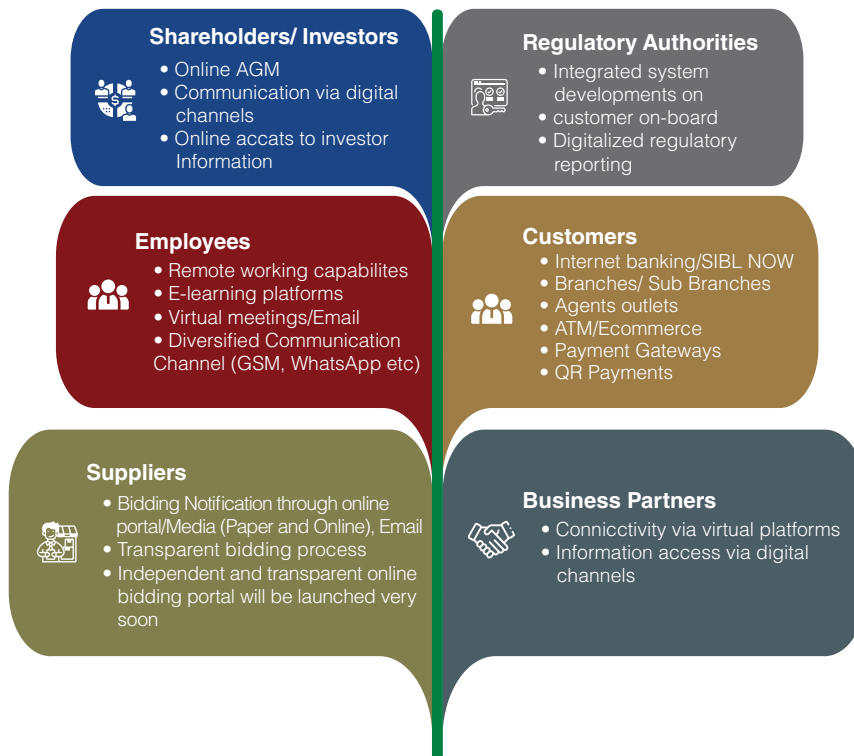 Shareholders/ Investors
• Online AGM
• Communication via digital
channels
• Online accats to investor
Information
Regulatory Authorities
• Integrated system
developments on
• customer on-board
• Digitalized regulatory
reporting
Employees
• Remote working capabilites
• E-learning platforms
• Virtual meetings/Email
• Diversified Communication
Channel (GSM, WhatsApp etc)
Customers
• Internet banking/SIBL NOW
• Branches/ Sub Branches
• Agents outlets
• ATM/Ecommerce
• Payment Gateways
• QR Payments
Suppliers
• Bidding Notification through online
portal/Media (Paper and Online), Email
• Transparent bidding process
• Independent and transparent online
bidding portal will be launched very
soon
Business Partners
• Connicctivity via virtual platforms
• Information access via digital
channels